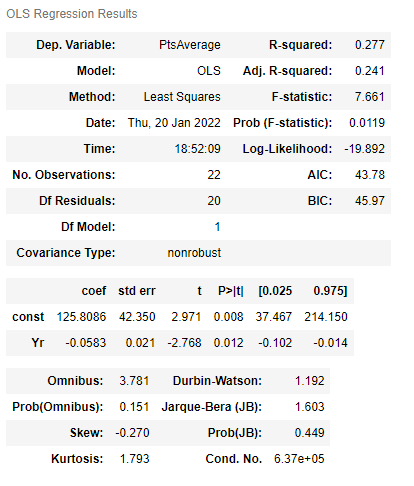 OLS Regression Results
Dep. Variable: PtsAverage R-squared: 0.277
Model: OLS Adj. R-squared: 0.241
Method: Least Squares F-statistic: 7.661
Date: Thu, 20 Jan 2022 Prob (F-statistic): 0.0119
Time: 18:52:09 Log-Likelihood: -19.892
No. Observations: 22 AIC: 43.78
Df Residuals: 20 BIC: 45.97
Df Model: 1
Covariance Type: nonrobust
coef std err t P>|t| [0.025 0.975]
const 125.8086 42.350 2.971 0.008 37.467 214.150
Yr -0.0583 0.021 -2.768 0.012 -0.102 -0.014
Omnibus: 3.781 Durbin-Watson: 1.192
Prob(Omnibus): 0.151 Jarque-Bera (JB): 1.603
Skew: -0.270 Prob(JB): 0.449
Kurtosis: 1.793 Cond. No. 6.37e+05